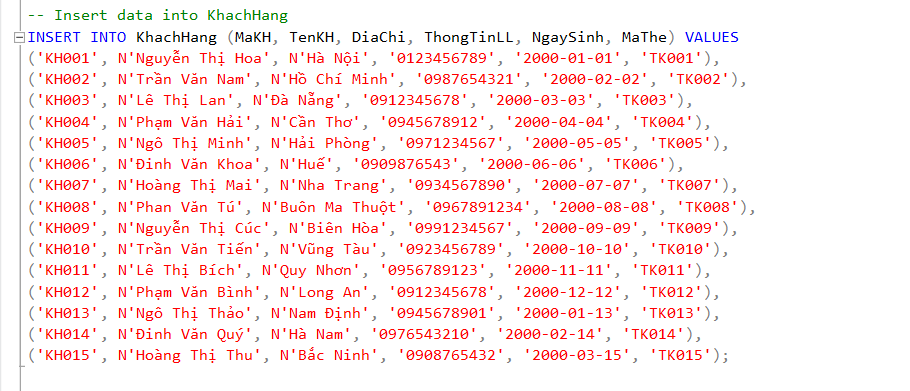 -- Insert data into KhachHang
INSERT INTO KhachHang (MaKH, TenKH, DiaChi, ThongTinLL, NgaySinh, MaThe) VALUES
('KH001', N'Nguyễn Thị Hoa', N'Hà Nội', '0123456789', '2000-01-01', 'TK001'),
('KH002', N'Trần Văn Nam', N'Hồ Chí Minh', '0987654321', '2000-02-02', 'TK002'),
('KH003', N'Lê Thị Lan', N'Đà Nẵng', '0912345678', '2000-03-03', 'TK003'),
('KH004', N'Phạm Văn Hải', N'Cần Thơ', '0945678912', '2000-04-04', 'TK004'),
('KH005', N'Ngô Thị Minh', N'Hải Phòng', '0971234567', '2000-05-05', 'TK005'),
('KH006', N'Đinh Văn Khoa', N'Huế', '0909876543', '2000-06-06', 'TK006'),
('KH007', N'Hoàng Thị Mai', N'Nha Trang', '0934567890', '2000-07-07', 'TK007'),
('KH008', N'Phan Văn Tú', N'Buôn Ma Thuột', '0967891234', '2000-08-08', 'TK008'),
('KH009', N'Nguyễn Thị Cúc', N'Biên Hòa', '0991234567', '2000-09-09', 'TK009'),
('KH010', N'Trần Văn Tiến', N'Vũng Tàu', '0923456789', '2000-10-10', 'TK010'),
('KH011', N'Lê Thị Bích', N'Quy Nhơn', '0956789123', '2000-11-11', 'TK011'),
('KH012', N'Phạm Văn Bình', N'Long An', '0912345678', '2000-12-12', 'TK012'),
('KH013', N'Ngô Thị Thảo', N'Nam Định', '0945678901', '2000-01-13', 'TK013'),
('KH014', N'Đinh Văn Quý', N'Hà Nam', '0976543210', '2000-02-14', 'TK014'),
('KH015', N'Hoàng Thị Thu', N'Bắc Ninh', '0908765432', '2000-03-15', 'TK015');